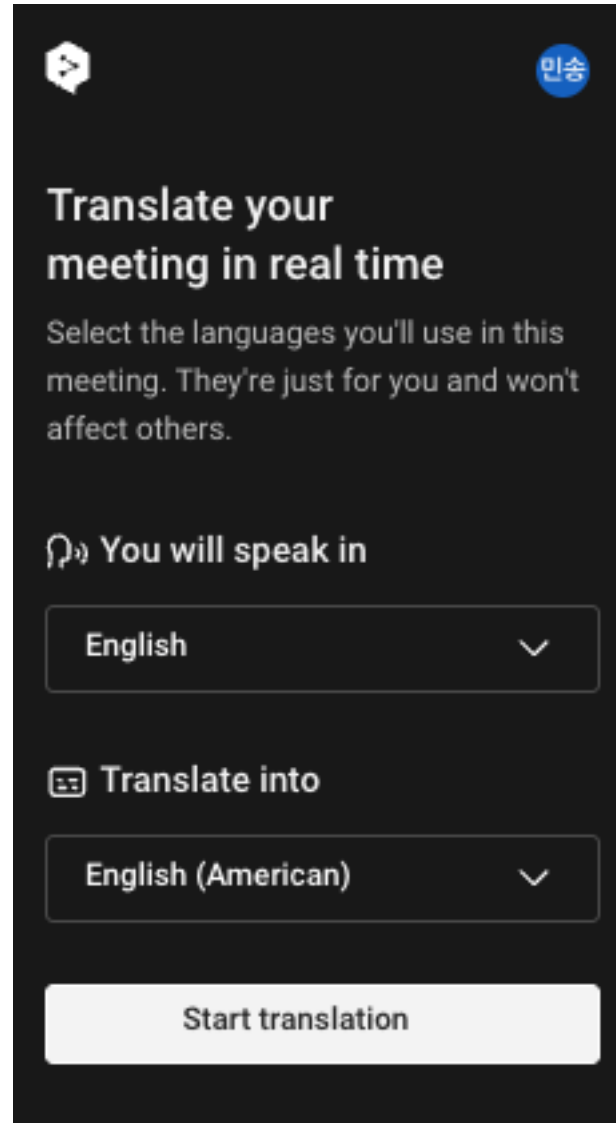 민송
Translate your
meeting in real time
Select the languages you'll use in this
meeting. They're just for you and won't
affect others.
You will speak in
English
Translate into
English (American)
Start translation